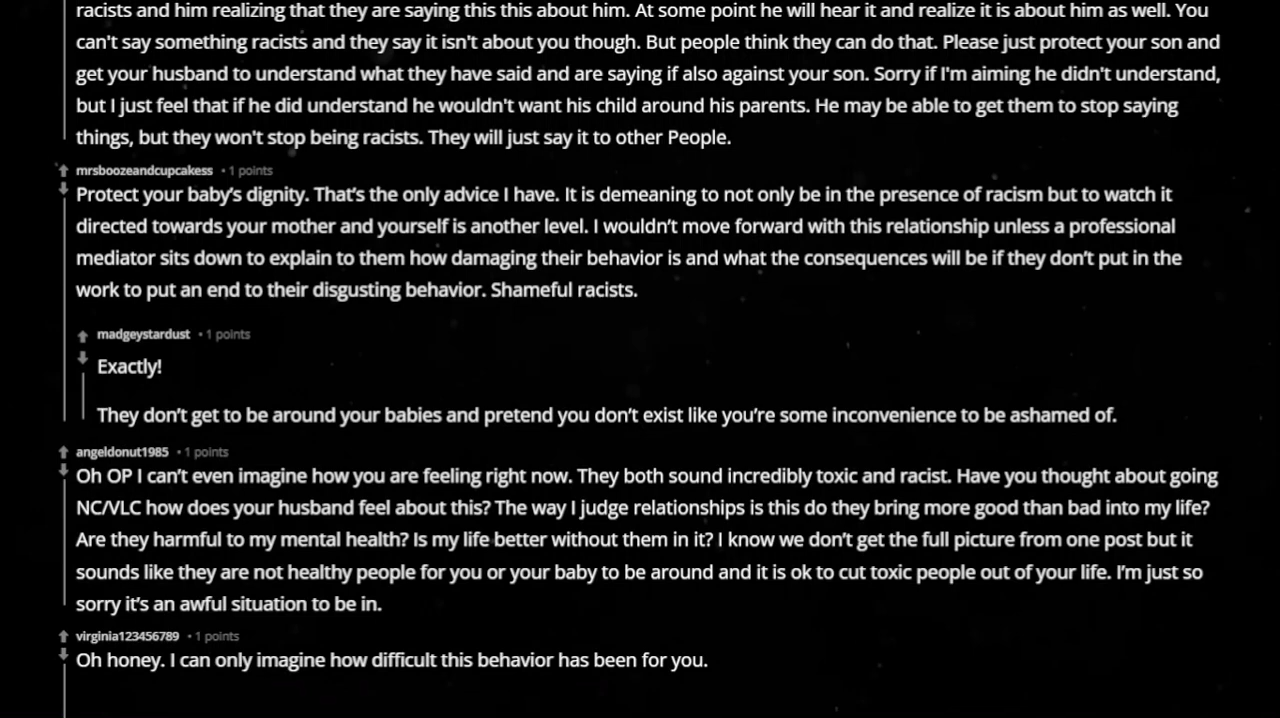 racists and him realizing that they are saying this this about him. At some point he will hear it and realize it is about him as well. You
can't say something racists and they say it isn't about you though. But people think they can do that. Please just protect your son and
get your husband to understand what they have said and are saying if also against your son. Sorry if I'm aiming he didn't understand,
but I just feel that if he did understand he wouldn't want his child around his parents. He may be able to get them to stop saying
things, but they won't stop being racists. They will just say it to other People.
mrsboozeandcupcakess • 1 points
Protect your baby's dignity. That's the only advice I have. It is demeaning to not only be in the presence of racism but to watch it
directed towards your mother and yourself is another level. I wouldn't move forward with this relationship unless a professional
mediator sits down to explain to them how damaging their behavior is and what the consequences will be if they don't put in the
work to put an end to their disgusting behavior. Shameful racists.
madgeystardust • 1 points
Exactly!
They don't get to be around your babies and pretend you don't exist like you're some inconvenience to be ashamed of.
angeldonut1985 • 1 points
Oh OP I can't even imagine how you are feeling right now. They both sound incredibly toxic and racist. Have you thought about going
NC/VLC how does your husband feel about this? The way I judge relationships is this do they bring more good than bad into my life?
Are they harmful to my mental health? Is my life better without them in it? I know we don't get the full picture from one post but it
sounds like they are not healthy people for you or your baby to be around and it is ok to cut toxic people out of your life. I'm just so
sorry it's an awful situation to be in.
virginia123456789 • 1 points
Oh honey. I can only imagine how difficult this behavior has been for you.